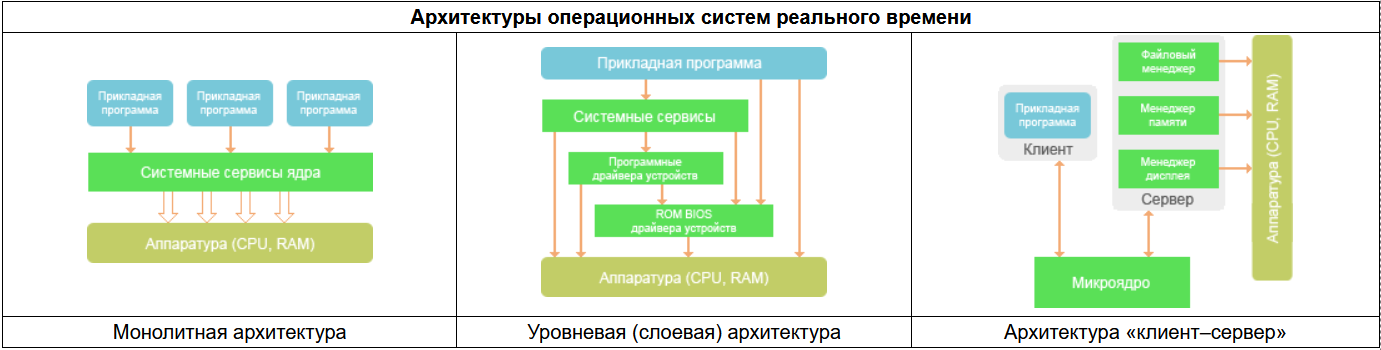 Архитектуры операционных систем реального времени
Прикладная
программа
Прикладная
программа
Прикладная
программа
Системные сервисы ядра
Аппаратура (CPU, RAM)
Монолитная архитектура
Прикладная программа
Системные сервисы
Программные
драйвера устройств
ROM BIOS
драйвера устройств
Аппаратура (CPU, RAM)
Уровневая (слоевая) архитектура
Прикладная
программа
Клиент
Файловый
менеджер
Менеджер
памяти
Менеджер
дисплея
Сервер
Аппаратура (CPU, RAM)
Микроядро
Архитектура «клиент–сервер»